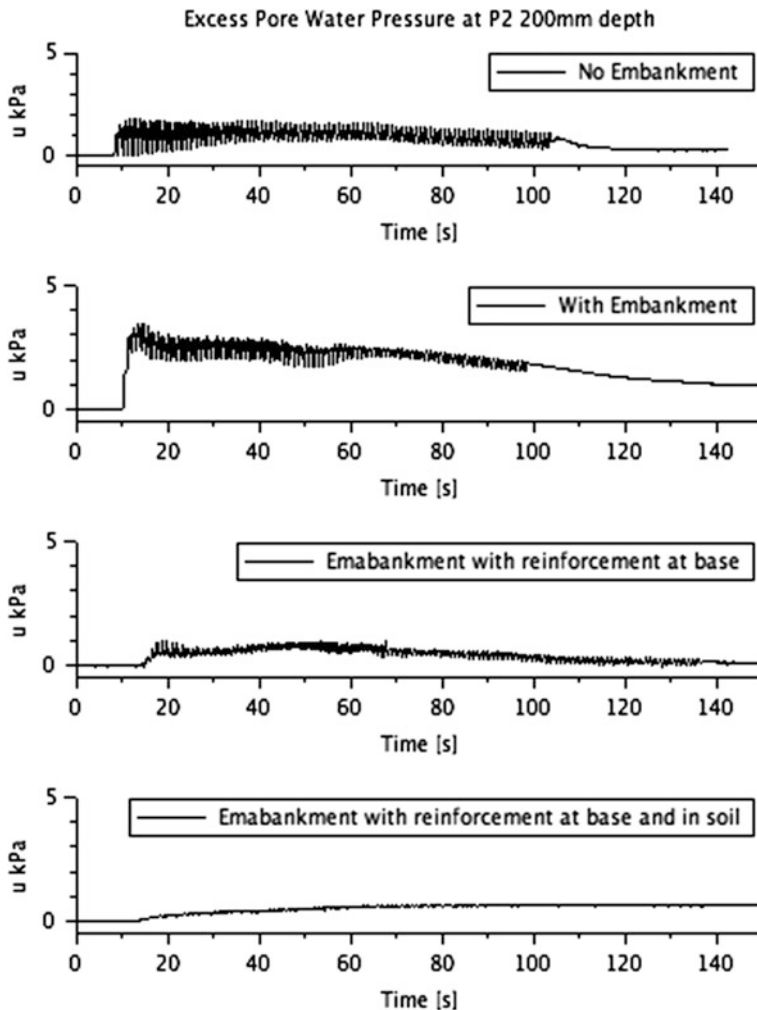 Excess Pore Water Pressure at P2 200mm depth
No Embankment
u kPa
5
0
0 20 40 60 80 100 120 140
Time [s]
With Embankment
u kPa
5
0
0 20 40 60 80 100 120 140
Time [s]
Emabankment with reinforcement at base
u kPa
5
0
0 20 40 60 80 100 120 140
Time [s]
Emabankment with reinforcement at base and in soil
u kPa
5
0
0 20 40 60 80 100 120 140
Time [s]